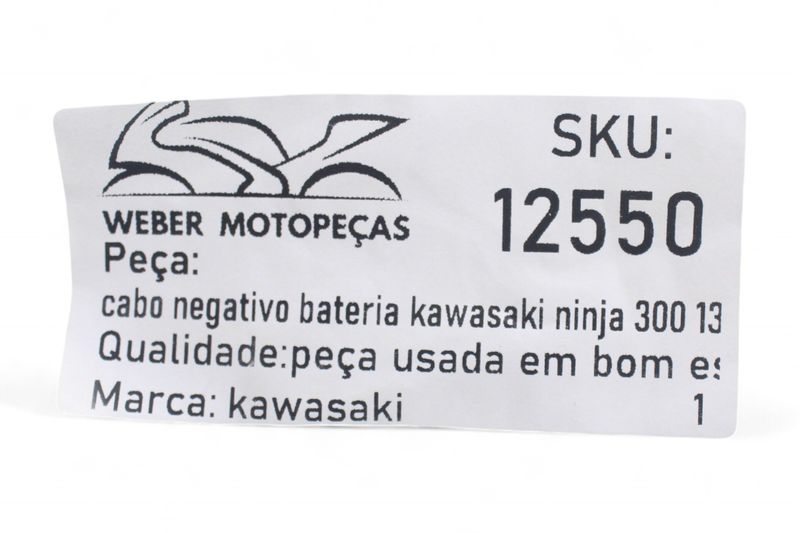 SKU:
12550
WEBER MOTOPEÇAS
Peça:
cabo negativo bateria kawasaki ninja 300 13
Qualidade:peça usada em bom es
Marca: kawasaki 1